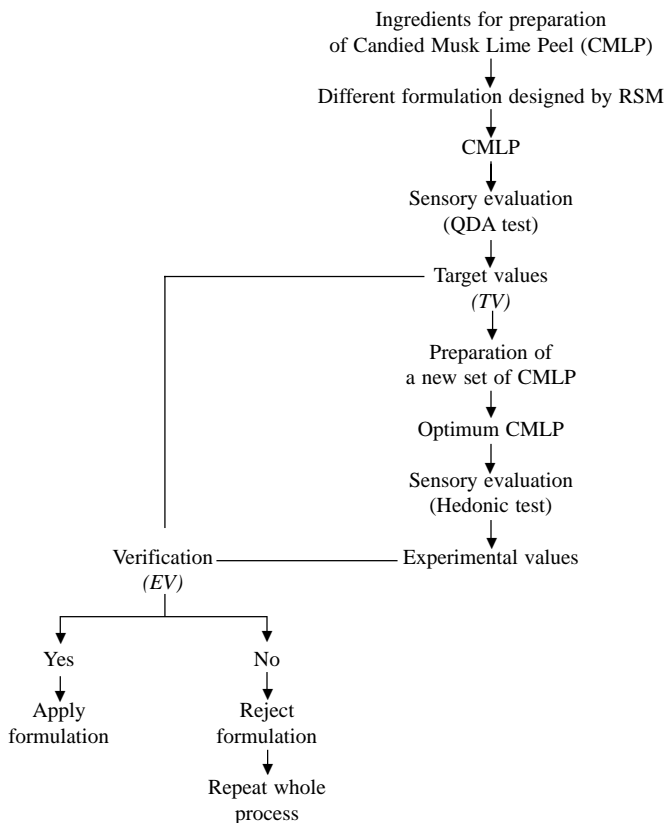 Ingredients for preparation
of Candied Musk Lime Peel (CMLP)
Different formulation designed by RSM
CMLP
Sensory evaluation
(QDA test)
Target values
(TV)
Preparation of
a new set of CMLP
Optimum CMLP
Sensory evaluation
(Hedonic test)
Verification
(EV)
Experimental values
Yes
No
Apply
formulation
Reject
formulation
Repeat whole
process